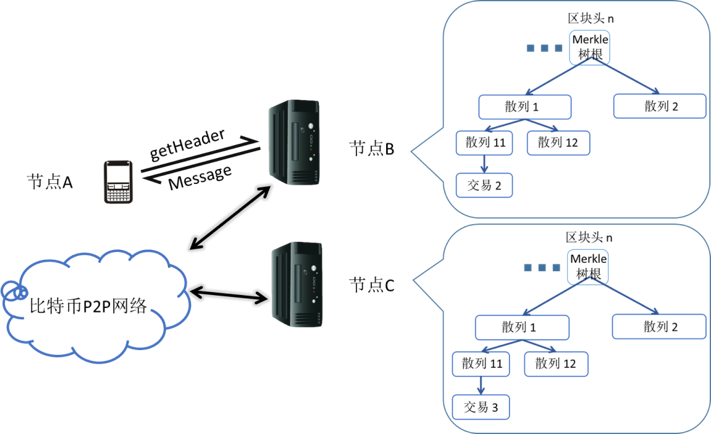 区块头 n
Merkle
树根
散列 1
散列 2
散列 11
散列 12
交易 2
节点B
getHeader
Message
节点A
比特币P2P网络
节点C
区块头 n
Merkle
树根
散列 1
散列 2
散列 11
散列 12
交易 3